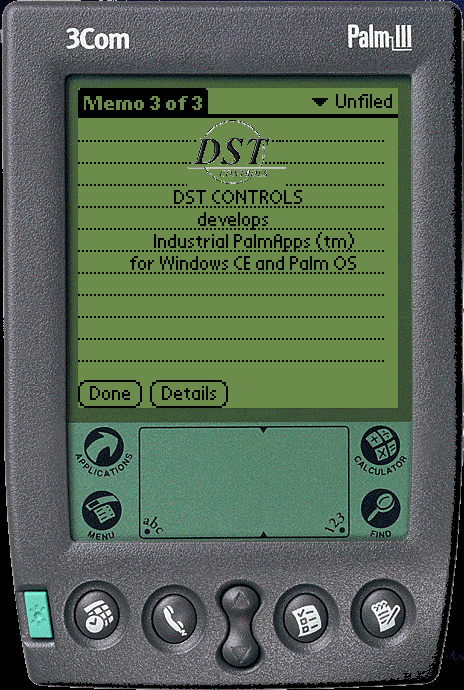 3Com
Palm III
Memo 3 of 3
Unfiled
DST
CONTROLS
DST CONTROLS
develops
Industrial PalmApps (tm)
for Windows CE and Palm OS
Done
Details
APPLICATIONS
CALCULATOR
MENU
abc
123
FIND